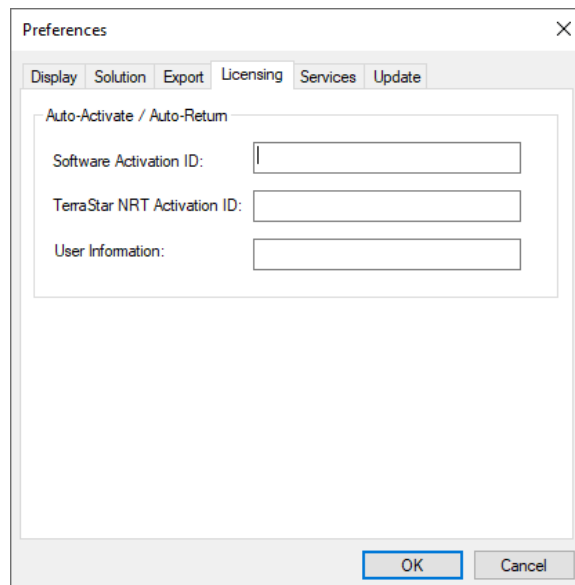 Preferences
Display Solution Export Licensing Services Update
Auto-Activate / Auto-Return
Software Activation ID:
TerraStar NRT Activation ID:
User Information:
OK Cancel